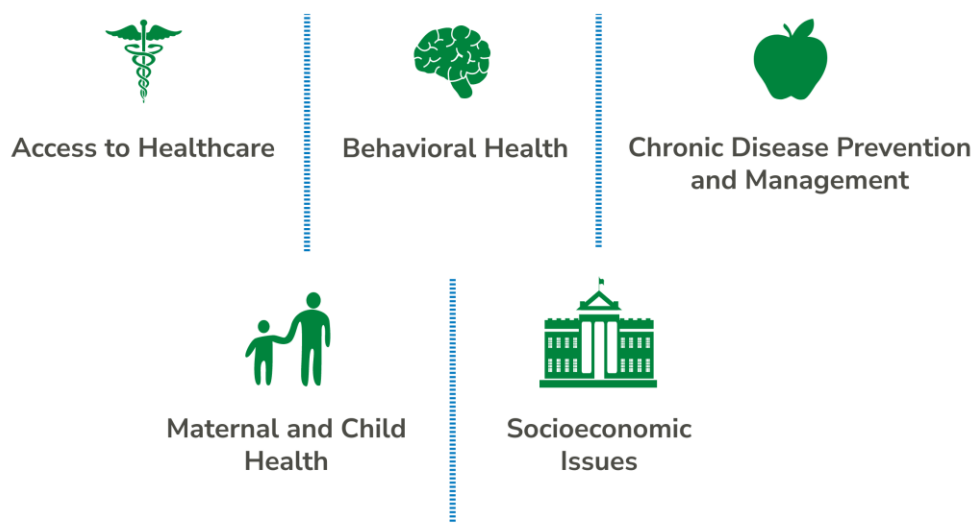 Access to Healthcare
Behavioral Health
Chronic Disease Prevention
and Management
Maternal and Child
Health
Socioeconomic
Issues